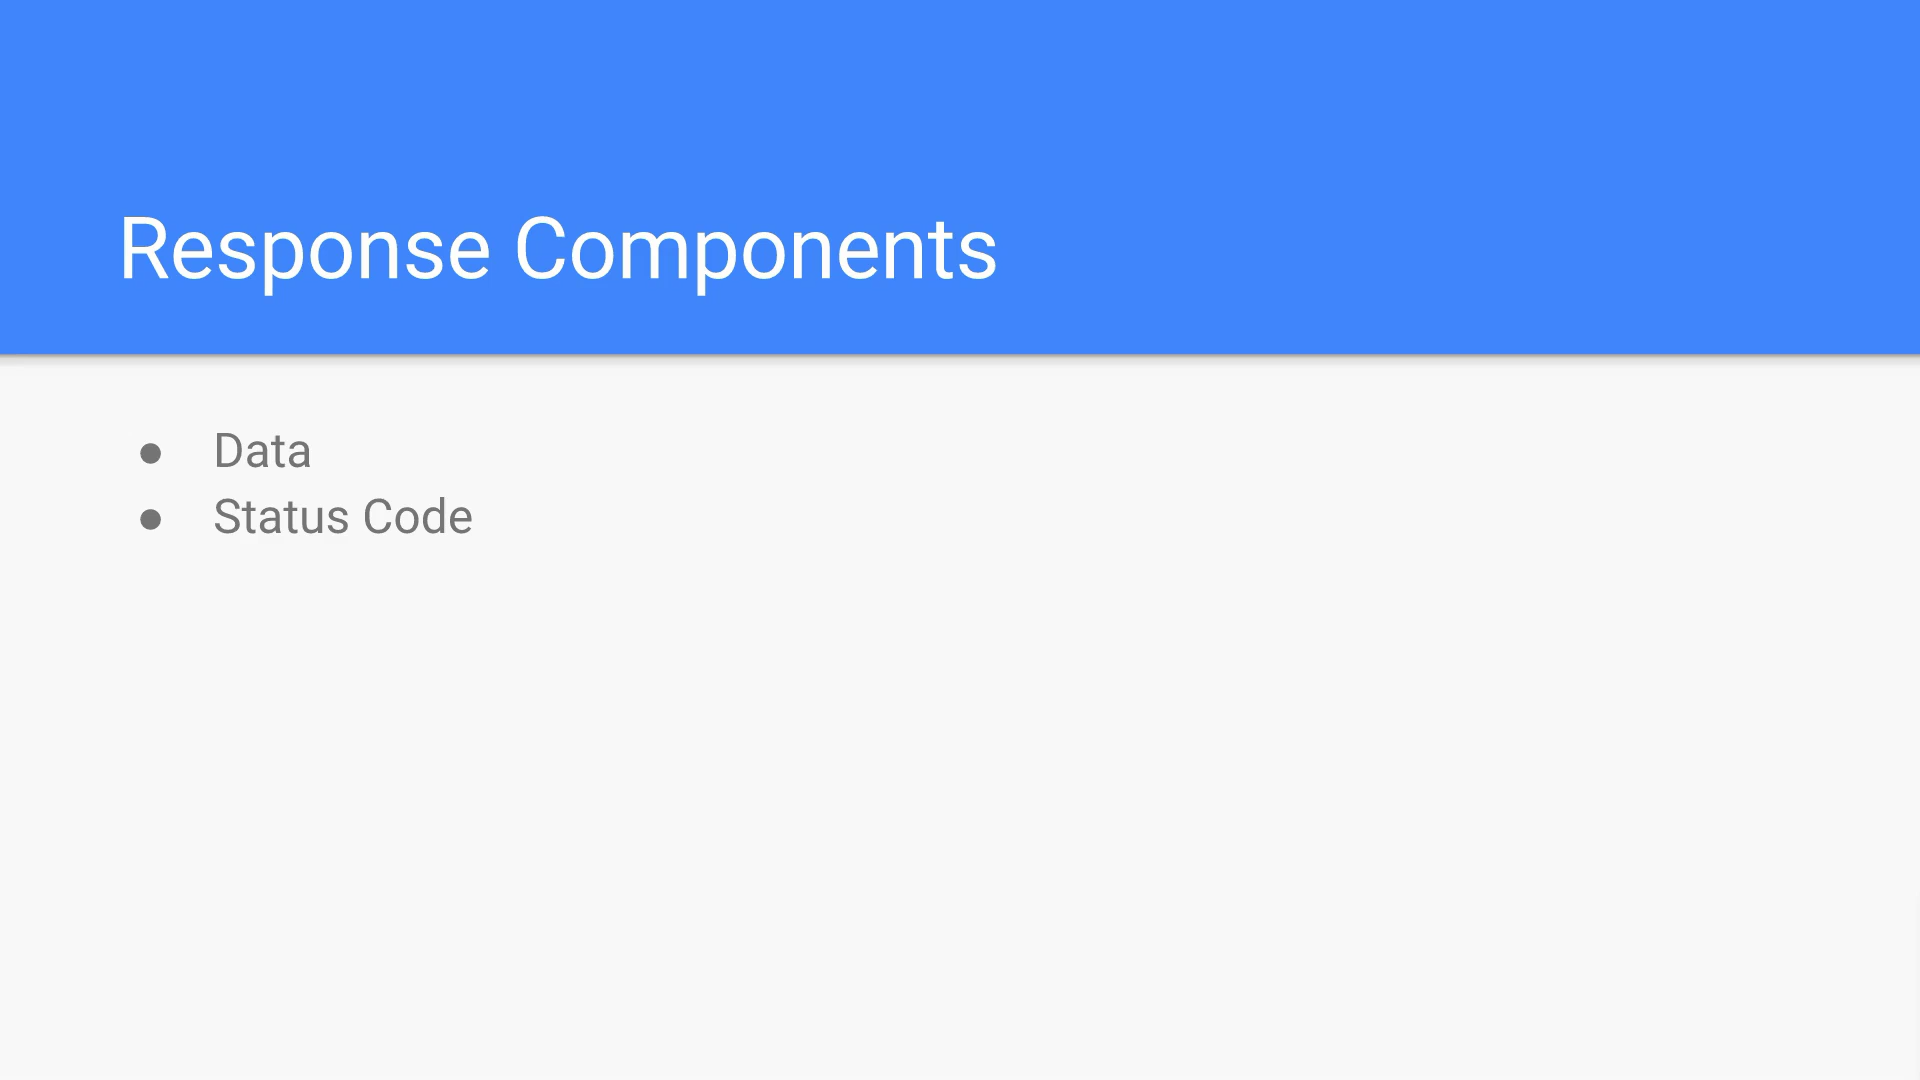 Response Components
● Data
● Status Code